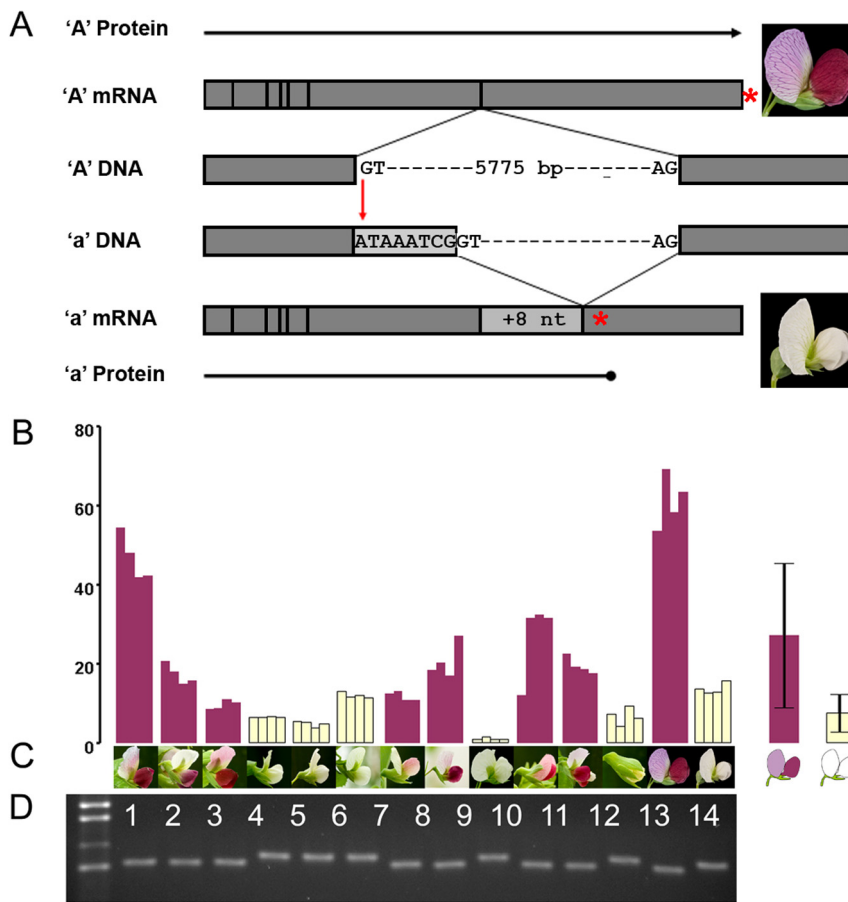 A
‘A’ Protein
‘A’ mRNA
*
‘A’ DNA
GT-------5775 bp------AG
‘a’ DNA
ATAAATCGGT--------------AG
‘a’ mRNA
+8 nt
*
‘a’ Protein
B
80
60
40
20
0
C
D
1 2 3 4 5 6 7 8 9 10 11 12 13 14